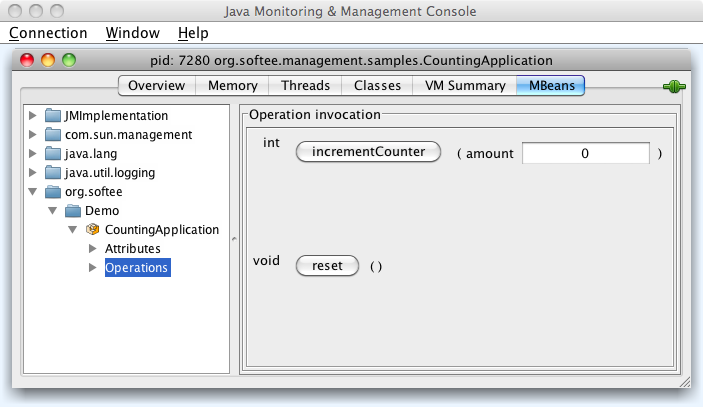 Java Monitoring & Management Console
Connection Window Help
pid: 7280 org.softee.management.samples.CountingApplication
Overview Memory Threads Classes VM Summary MBeans
JMImplementation
com.sun.management
java.lang
java.util.logging
org.softee
Demo
CountingApplication
Attributes
Operations
Operation invocation
int incrementCounter ( amount 0 )
void reset ()